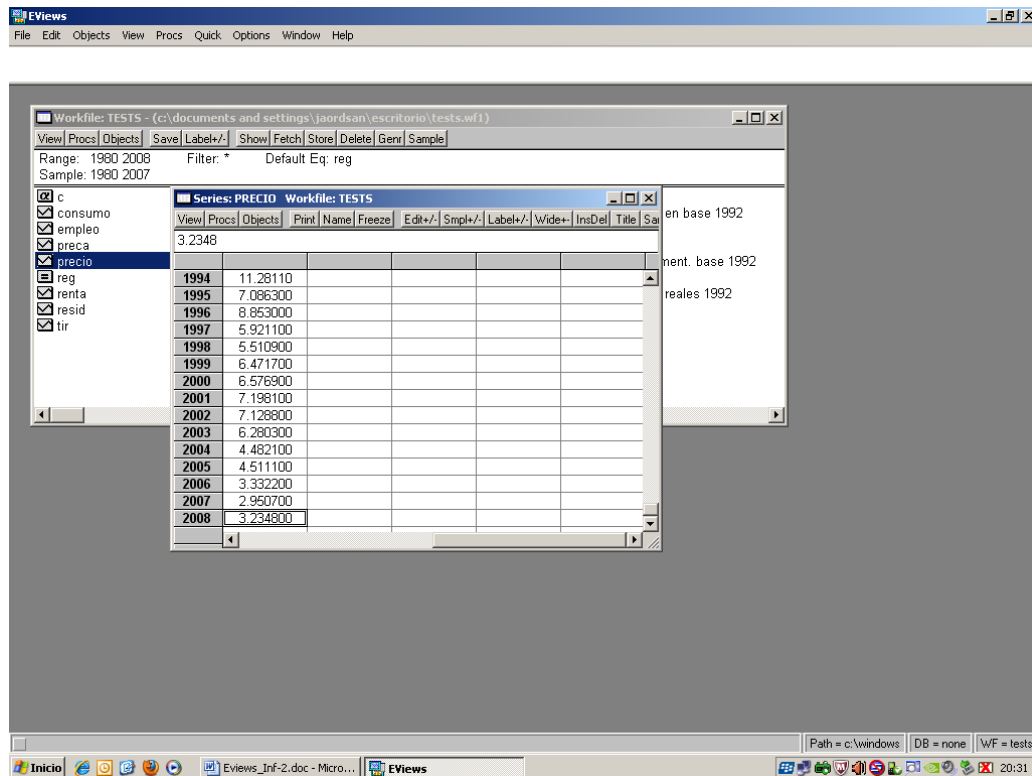 EViews
File Edit Objects View Procs Quick Options Window Help
Workfile: TESTS - (c:\documents and settings\jaordsan\escritorio\tests.wf1)
View Procs Objects Save Label+/- Show Fetch Store Delete Genr Sample
Range: 1980 2008 Filter: * Default Eq: reg
Sample: 1980 2007
c
consumo
empleo
preca
precio
reg
renta
resid
tir
en base 1992
ment. base 1992
reales 1992
Series: PRECIO Workfile: TESTS
View Procs Objects Print Name Freeze Edit+/- Smpl+/- Label+/- Wide+- InsDel Title Sa
3.2348
1994 11.28110
1995 7.086300
1996 8.853000
1997 5.921100
1998 5.510900
1999 6.471700
2000 6.576900
2001 7.198100
2002 7.128800
2003 6.280300
2004 4.482100
2005 4.511100
2006 3.332200
2007 2.950700
2008 3.234800
Path = c:\windows DB = none WF = tests
Inicio Eviews_Inf-2.doc - Micro... EViews 20:31